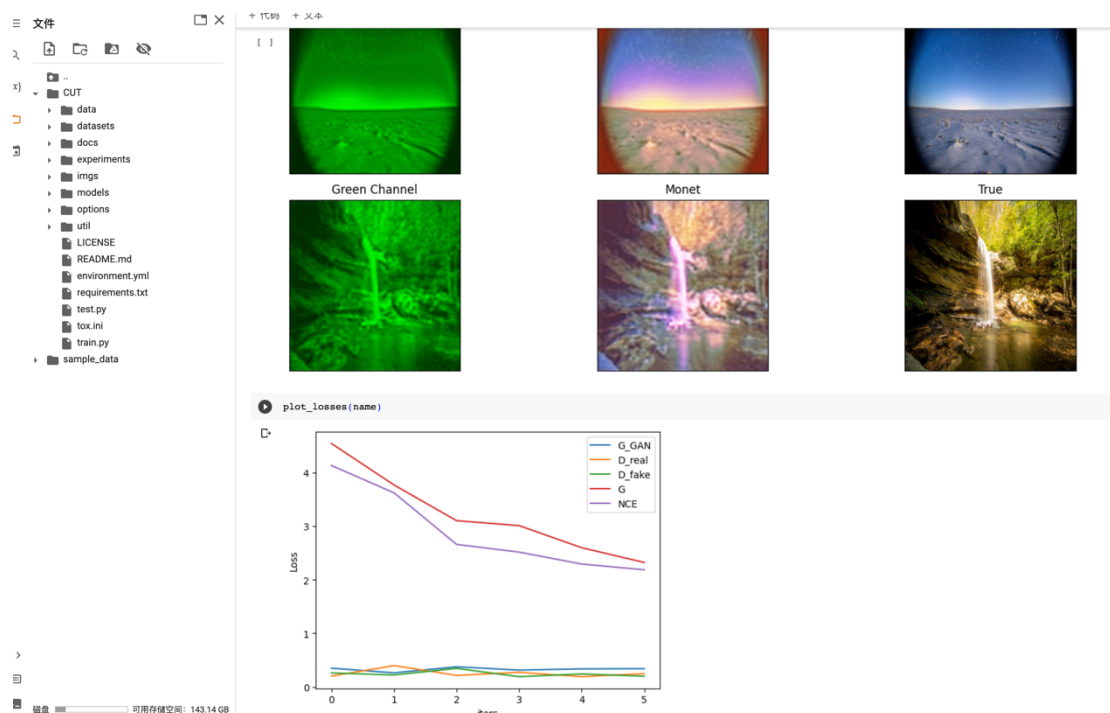 文件
+ 代码 + 文本
..
CUT
data
datasets
docs
experiments
imgs
models
options
util
LICENSE
README.md
environment.yml
requirements.txt
test.py
tox.ini
train.py
sample_data
[ ]
Green Channel Monet True
plot_losses(name)
G_GAN
D_real
D_fake
G
NCE
4
3
2
1
0
Loss
0 1 2 3 4 5
iters
磁盘 可用存储空间：143.14 GB